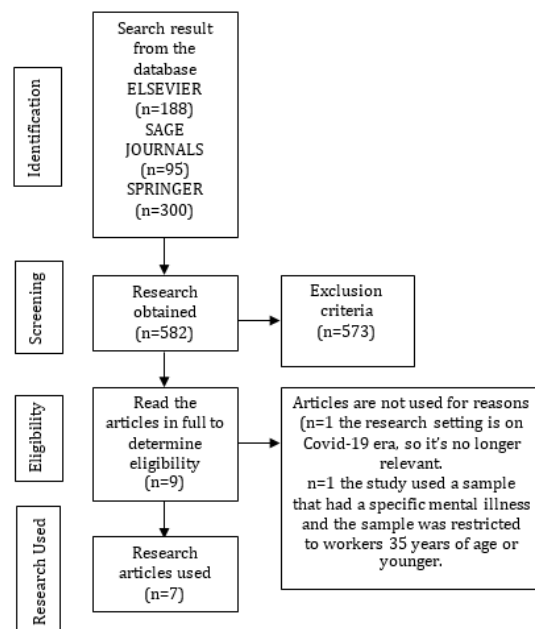 Identification
Search result
from the
database
ELSEVIER
(n=188)
SAGE
JOURNALS
(n=95)
SPRINGER
(n=300)
Screening
Research
obtained
(n=582)
Exclusion
criteria
(n=573)
Eligibility
Read the
articles in full to
determine
eligibility
(n=9)
Articles are not used for reasons
(n=1 the research setting is on
Covid-19 era, so it's no longer
relevant.
n=1 the study used a sample
that had a specific mental illness
and the sample was restricted
to workers 35 years of age or
younger.
Research Used
Research
articles used
(n=7)